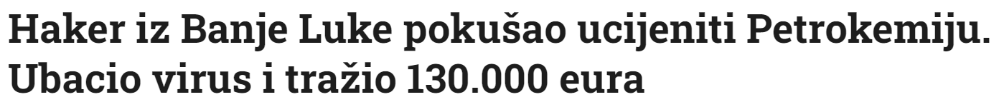 Haker iz Banje Luke pokušao ucijeniti Petrokemiju.
Ubacio virus i tražio 130.000 eura